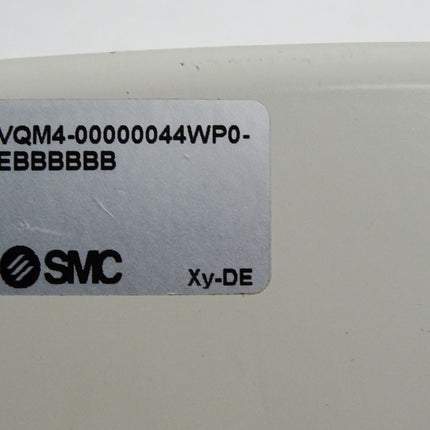 VQM4-00000044WP0-
EBBBBBB
SMC
Xy-DE